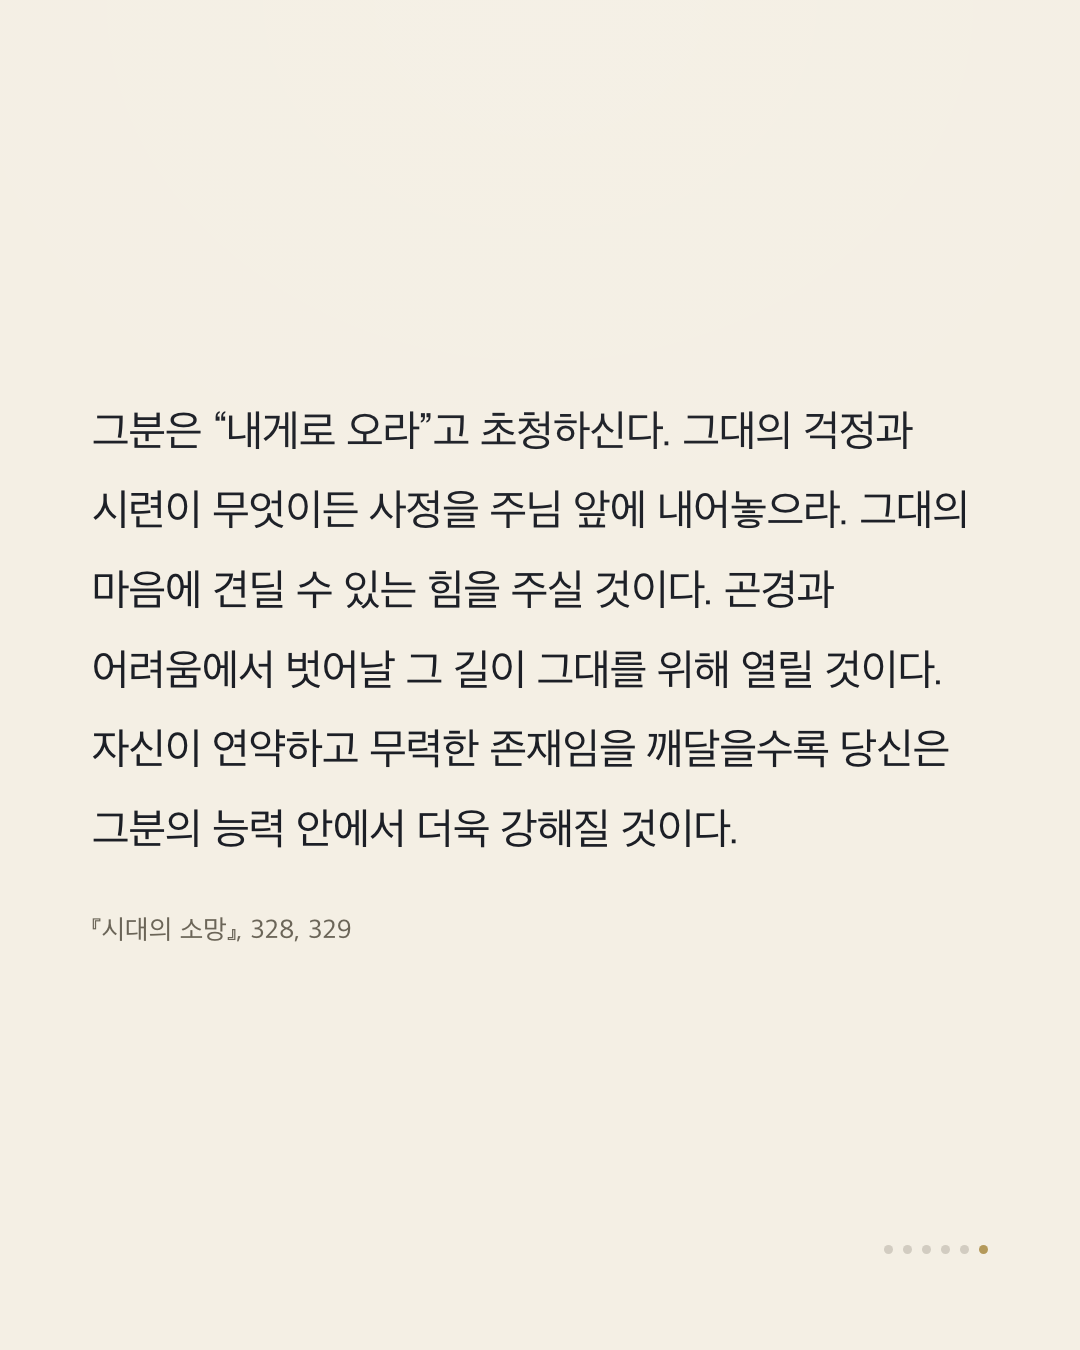 그분은 “내게로 오라”고 초청하신다. 그대의 걱정과
시련이 무엇이든 사정을 주님 앞에 내어놓으라. 그대의
마음에 견딜 수 있는 힘을 주실 것이다. 곤경과
어려움에서 벗어날 그 길이 그대를 위해 열릴 것이다.
자신이 연약하고 무력한 존재임을 깨달을수록 당신은
그분의 능력 안에서 더욱 강해질 것이다.
『시대의 소망』, 328, 329